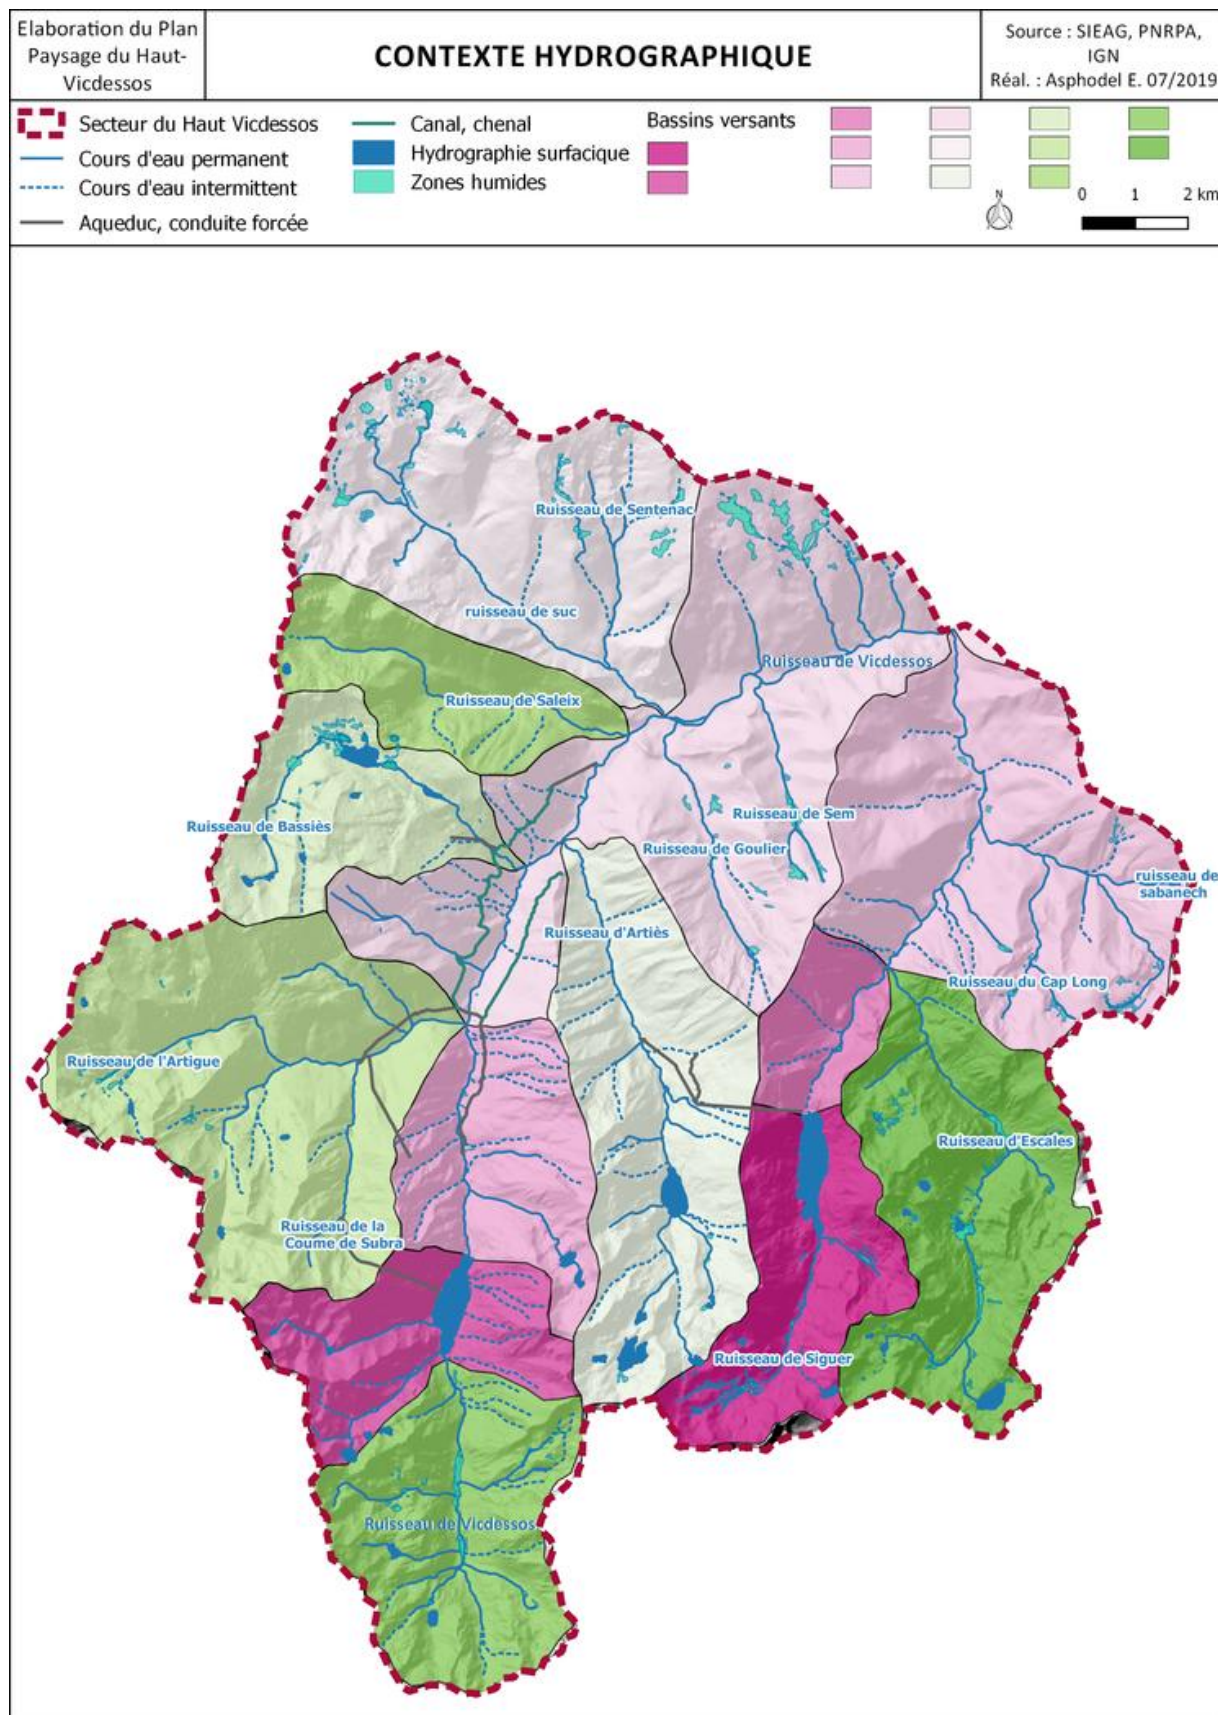 Elaboration du Plan
Paysage du Haut-
Vicdessos
CONTEXTE HYDROGRAPHIQUE
Source : SIEAG, PNRPA,
IGN
Réal. : Asphodel E. 07/2019
Secteur du Haut Vicdessos
Cours d'eau permanent
Cours d'eau intermittent
Aqueduc, conduite forcée
Canal, chenal
Hydrographie surfacique
Zones humides
Bassins versants
N
0 1 2 km
Ruisseau de Sentenac
ruisseau de suc
Ruisseau de Vicdessos
Ruisseau de Saleix
Ruisseau de Bassiès
Ruisseau de Sem
Ruisseau de Goulier
ruisseau de
sabanech
Ruisseau d'Artiès
Ruisseau du Cap Long
Ruisseau de l'Artigue
Ruisseau d'Escales
Ruisseau de la
Coume de Subra
Ruisseau de Siguer
Ruisseau de Vicdessos